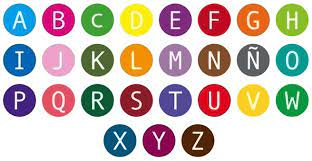 A B C D E F G H
I J K L M N Ñ O
P Q R S T U V W
X Y Z